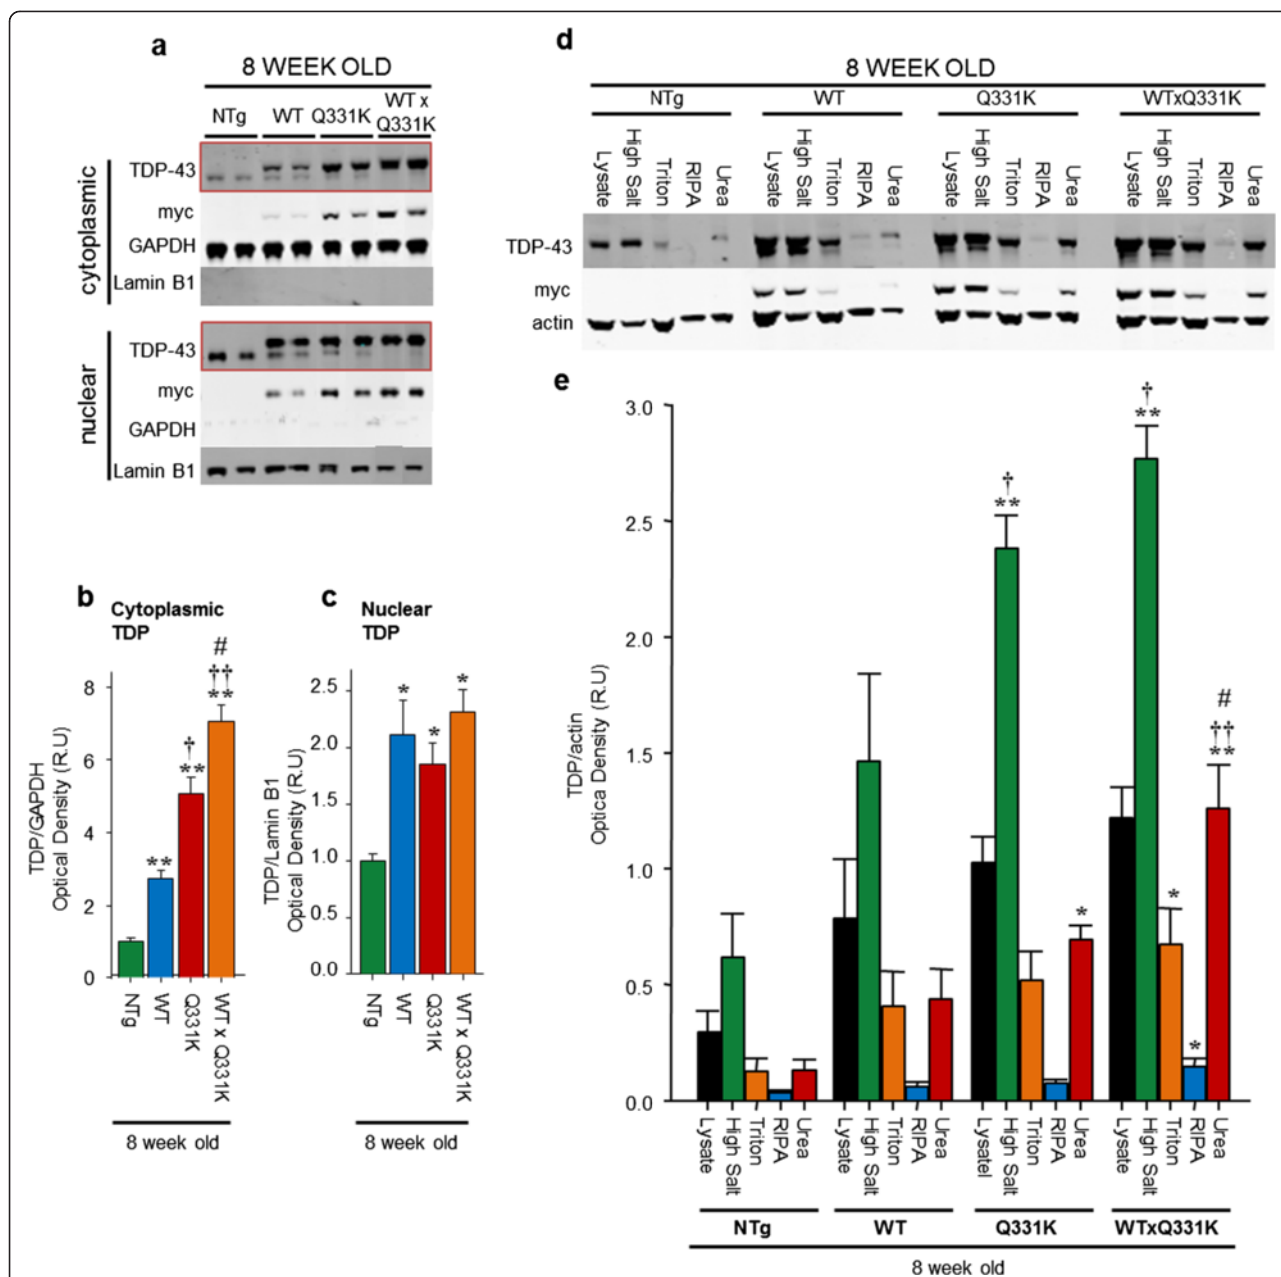 a
8 WEEK OLD
NTg WT Q331K WT x Q331K
cytoplasmic
TDP-43
myc
GAPDH
Lamin B1
nuclear
TDP-43
myc
GAPDH
Lamin B1
d
8 WEEK OLD
NTg WT Q331K WTxQ331K
Lysate High Salt Triton RIPA Urea Lysate High Salt Triton RIPA Urea Lysate High Salt Triton RIPA Urea Lysate High Salt Triton RIPA Urea
TDP-43
myc
actin
b
Cytoplasmic
TDP
TDP/GAPDH
Optical Density (R.U)
8
6
4
2
0
**
†
**
#
††
**
NTg WT Q331K WT x Q331K
8 week old
c
Nuclear
TDP
TDP/Lamin B1
Optical Density (R.U)
2.5
2.0
1.5
1.0
0.5
0.0
* * *
NTg WT Q331K WT x Q331K
8 week old
e
TDP/actin
Optica Density (R.U)
3.0
2.5
2.0
1.5
1.0
0.5
0.0
†
**
*
†
**
*
*
#
††
**
Lysate High Salt Triton RIPA Urea Lysate High Salt Triton RIPA Urea Lysatel High Salt Triton RIPA Urea Lysate High Salt Triton RIPA Urea
NTg WT Q331K WTxQ331K
8 week old